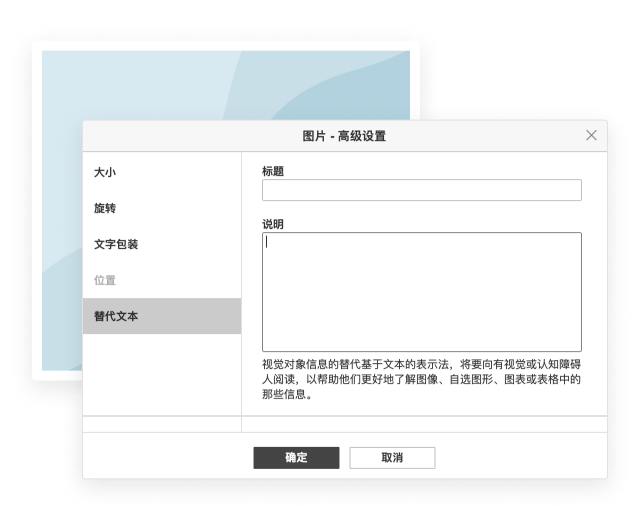 图片 - 高级设置
大小
旋转
文字包装
位置
替代文本
标题
说明
视觉对象信息的替代基于文本的表示法，将要向有视觉或认知障碍
人阅读，以帮助他们更好地了解图像、自选图形、图表或表格中的
那些信息。
确定
取消